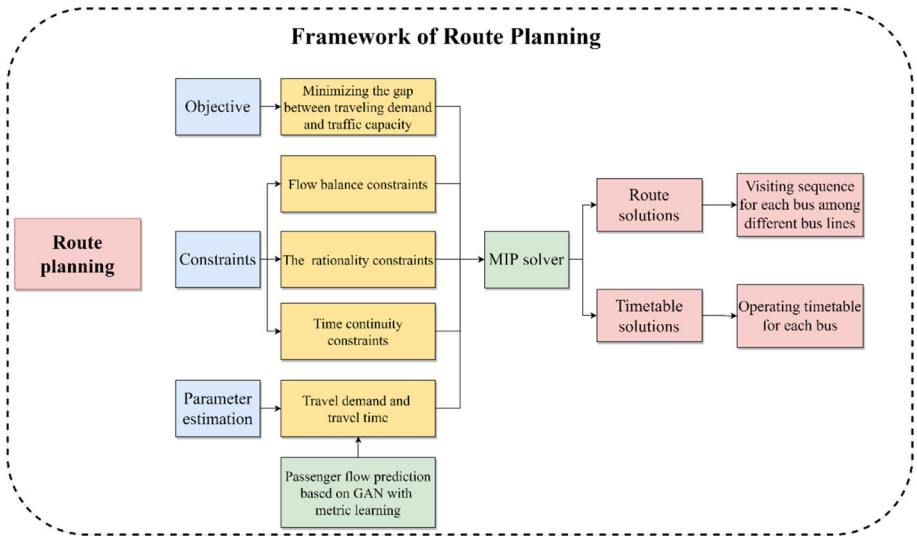 Framework of Route Planning
Objective
Minimizing the gap
between traveling demand
and traffic capacity
Flow balance constraints
Route
planning
Constraints
The rationality constraints
Time continuity
constraints
Parameter
estimation
Travel demand and
travel time
Passenger flow prediction
based on GAN with
metric learning
MIP solver
Route
solutions
Visiting sequence
for each bus among
different bus lines
Timetable
solutions
Operating timetable
for each bus